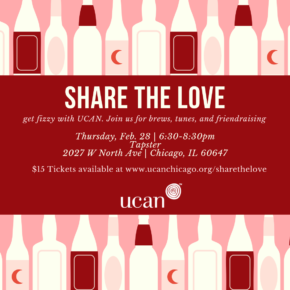 SHARE THE LOVE
get fizzy with UCAN. Join us for brews, tunes, and friendraising
Thursday, Feb. 28 | 6:30-8:30pm
Tapster
2027 W North Ave | Chicago, IL 60647
$15 Tickets available at www.ucanchicago.org/sharethelove
ucan